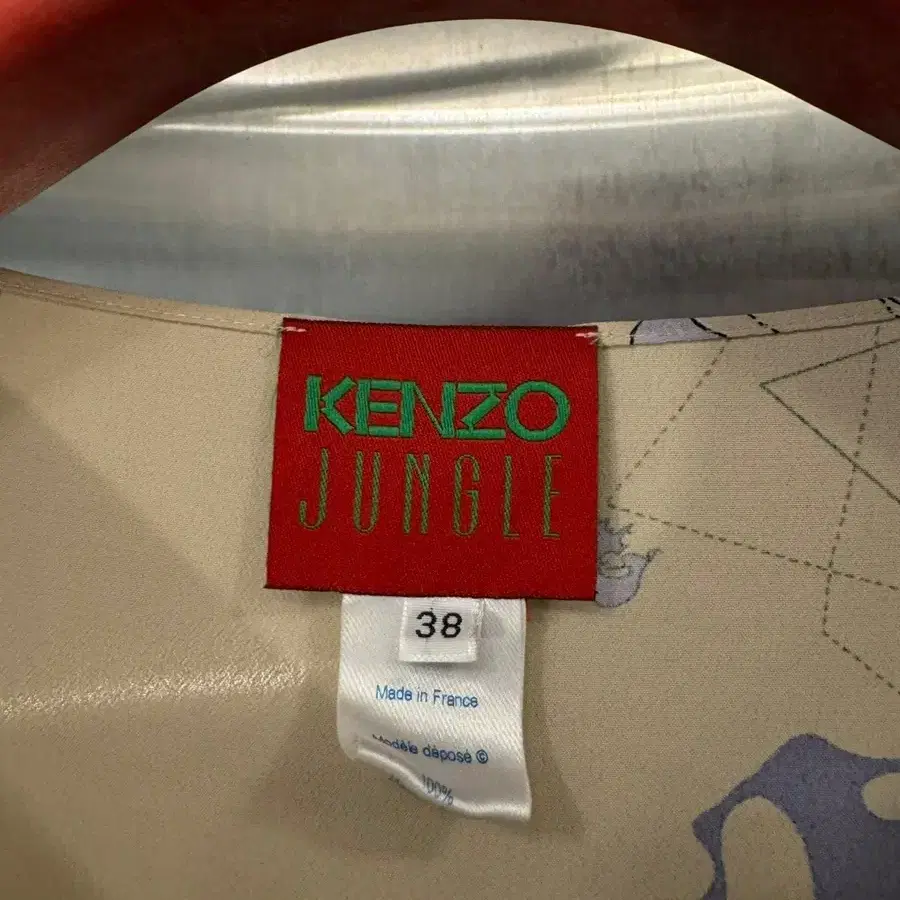 KENZO
JUNGLE
38
Made in France
Modèle déposé ©
100%